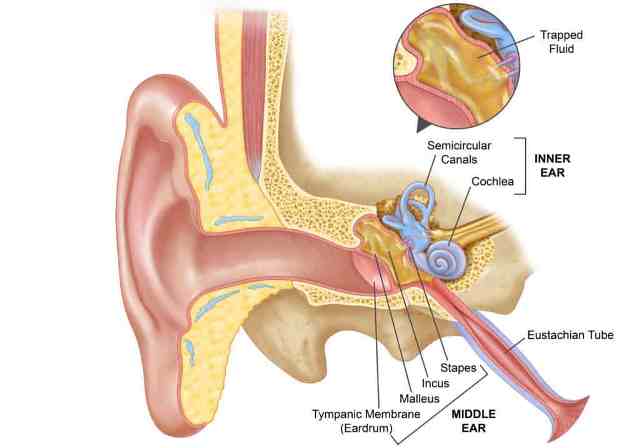 Trapped
Fluid
Semicircular
Canals
INNER
EAR
Cochlea
Eustachian Tube
Stapes
Incus
Malleus
Tympanic Membrane
(Eardrum)
MIDDLE
EAR